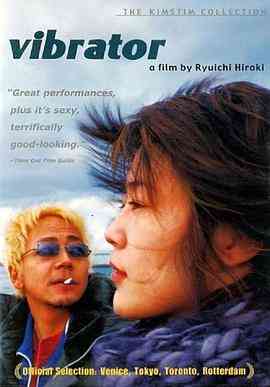 THE KIMSTIM COLLECTION
vibrator
a film by Ryuichi Hiroki
"Great performances,
plus it's sexy,
terrifically
good-looking."
-Time Out Film Guide
Official Selection: Venice, Tokyo, Toronto, Rotterdam